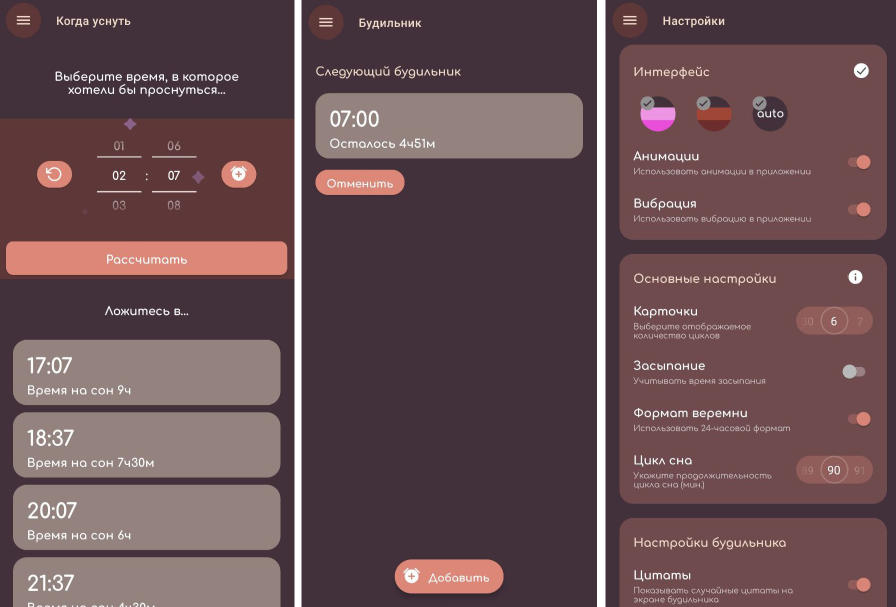 Когда уснуть
Выберите время, в которое
хотели бы проснуться...
01 06
02 : 07
03 08
Рассчитать
Ложитесь в...
17:07
Время на сон 9ч
18:37
Время на сон 7ч30м
20:07
Время на сон 6ч
21:37
Время на сон 4ч30м
Будильник
Следующий будильник
07:00
Осталось 4ч51м
Отменить
Добавить
Настройки
Интерфейс
auto
Анимации
Использовать анимации в приложении
Вибрация
Использовать вибрацию в приложении
Основные настройки
Карточки
Выберите отображаемое
количество циклов
6 7
Засыпание
Учитывать время засыпания
Формат веремни
Использовать 24-часовой формат
Цикл сна
Укажите продолжительность
цикла сна (мин.)
89 90 91
Настройки будильника
Цитаты
Показывать случайные цитаты на
экране будильника